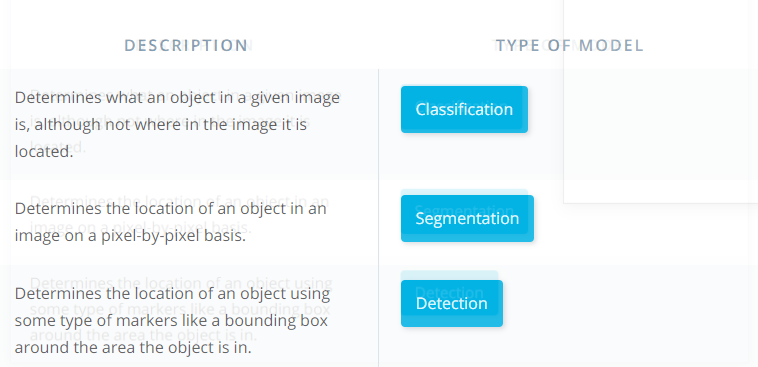 DESCRIPTION
TYPE OF MODEL
Determines what an object in a given image
is, although not where in the image it is
located.
Classification
Determines the location of an object in an
image on a pixel-by-pixel basis.
Segmentation
Determines the location of an object using
some type of markers like a bounding box
around the area the object is in.
Detection